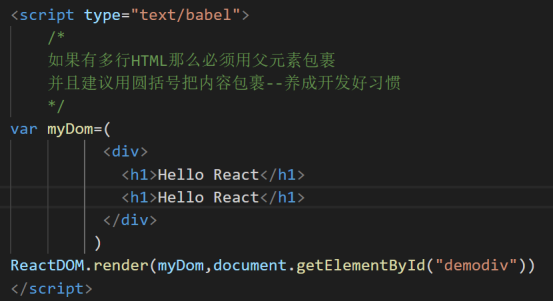 <script type="text/babel">
/*
如果有多行HTML那么必须用父元素包裹
并且建议用圆括号把内容包裹--养成开发好习惯
*/
var myDom=(
<div>
<h1>Hello React</h1>
<h1>Hello React</h1>
</div>
)
ReactDOM.render(myDom,document.getElementById("demodiv"))
</script>